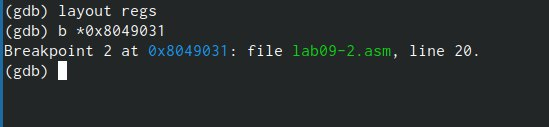 (gdb) layout regs
(gdb) b *0x8049031
Breakpoint 2 at 0x8049031: file lab09-2.asm, line 20.
(gdb)